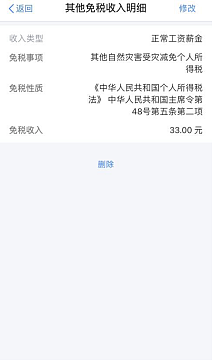 返回 其他免税收入明细 修改
收入类型 正常工资薪金
免税事项 其他自然灾害受灾减免个人所
得税
免税性质 《中华人民共和国个人所得税
法》 中华人民共和国主席令第
48号第五条第二项
免税收入 33.00 元
删除